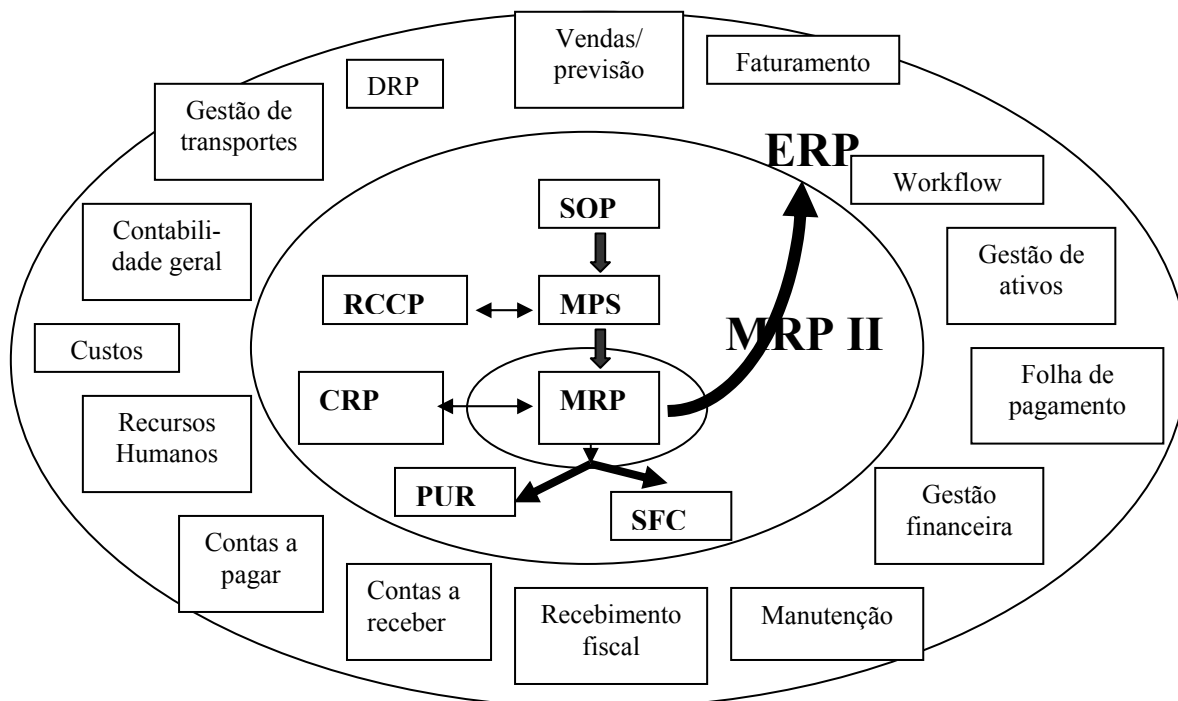 Vendas/
previsão
Faturamento
DRP
Gestão de
transportes
ERP
Workflow
SOP
Contabili-
dade geral
Gestão de
ativos
RCCP
MPS
MRP II
Custos
CRP
MRP
Folha de
pagamento
Recursos
Humanos
PUR
SFC
Gestão
financeira
Contas a
pagar
Contas a
receber
Recebimento
fiscal
Manutenção